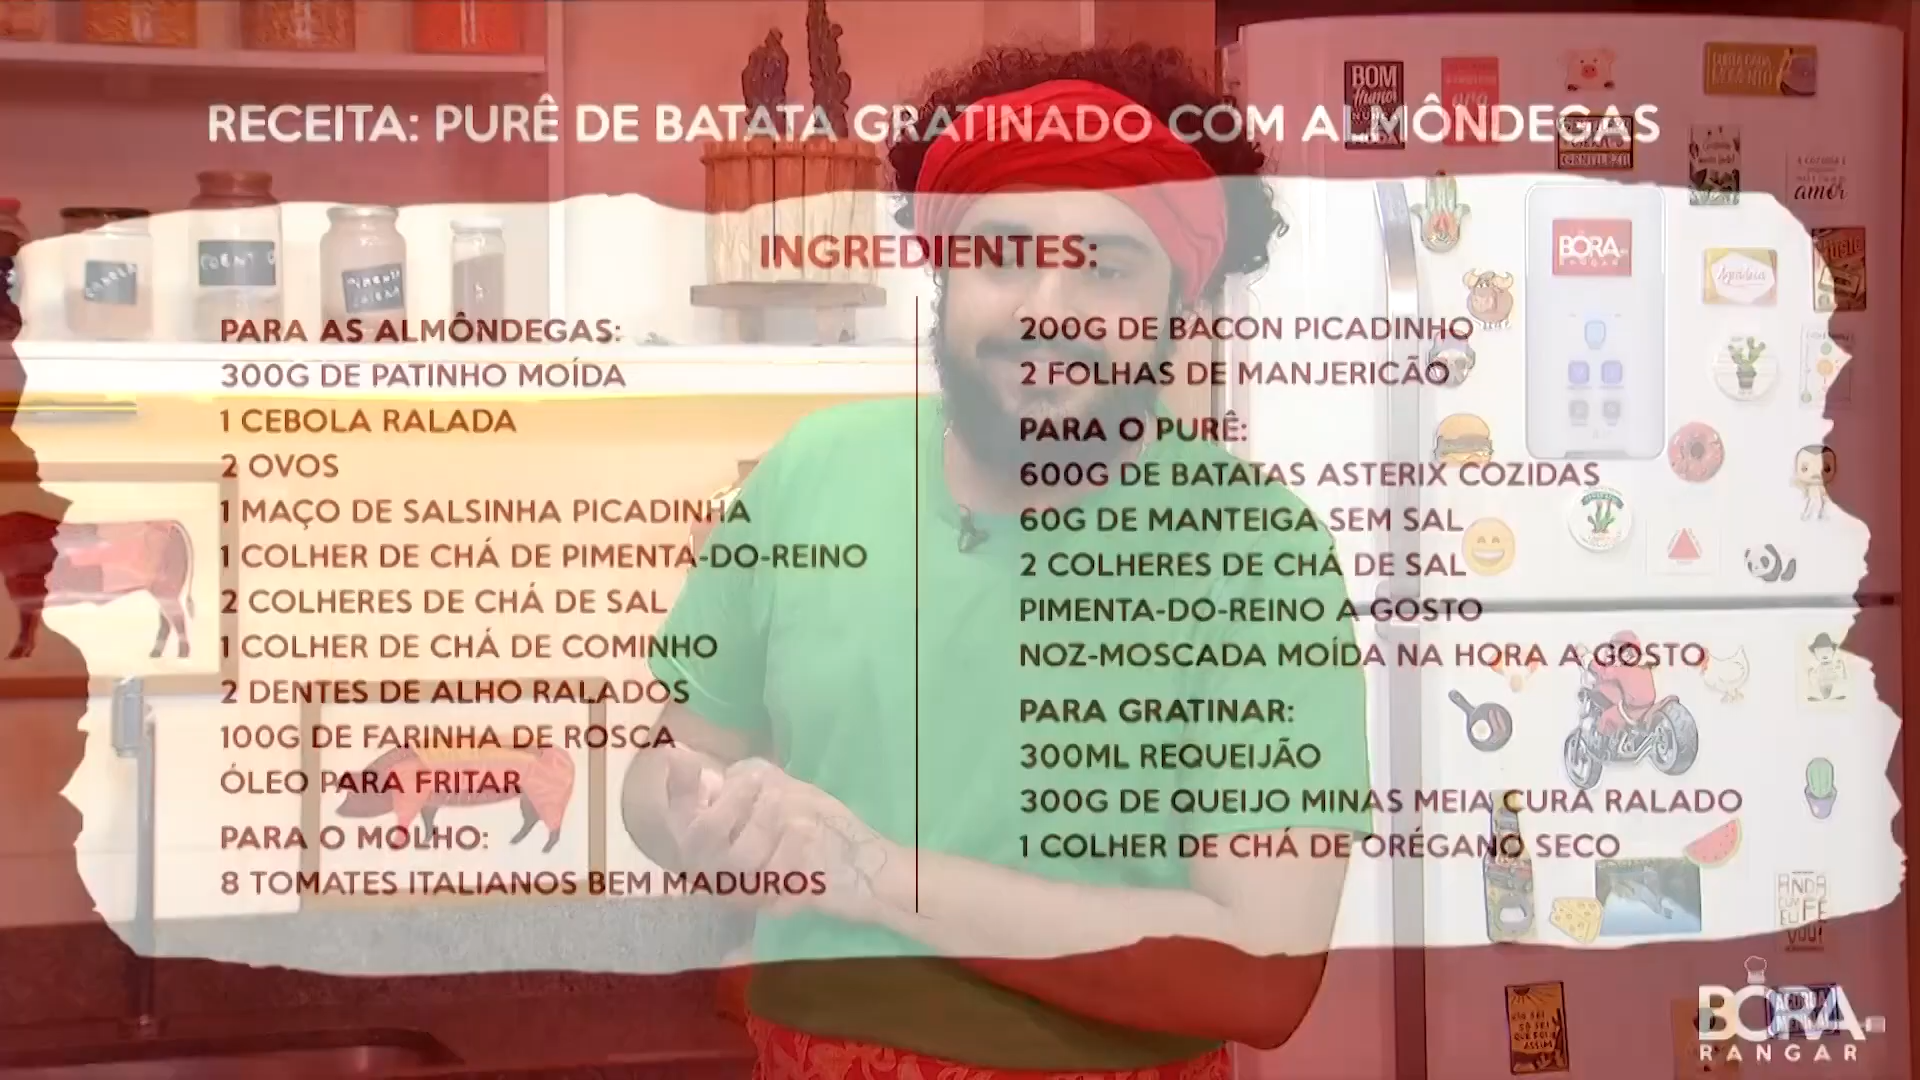 RECEITA: PURÊ DE BATATA GRATINADO COM ALMÔNDEGAS
INGREDIENTES:
PARA AS ALMÔNDEGAS:
300G DE PATINHO MOÍDA
1 CEBOLA RALADA
2 OVOS
1 MAÇO DE SALSINHA PICADINHA
1 COLHER DE CHÁ DE PIMENTA-DO-REINO
2 COLHERES DE CHÁ DE SAL
1 COLHER DE CHÁ DE COMINHO
2 DENTES DE ALHO RALADOS
100G DE FARINHA DE ROSCA
ÓLEO PARA FRITAR
PARA O MOLHO:
8 TOMATES ITALIANOS BEM MADUROS
200G DE BACON PICADINHO
2 FOLHAS DE MANJERICÃO
PARA O PURÊ:
600G DE BATATAS ASTERIX COZIDAS
60G DE MANTEIGA SEM SAL
2 COLHERES DE CHÁ DE SAL
PIMENTA-DO-REINO A GOSTO
NOZ-MOSCADA MOÍDA NA HORA A GOSTO
PARA GRATINAR:
300ML REQUEIJÃO
300G DE QUEIJO MINAS MEIA CURA RALADO
1 COLHER DE CHÁ DE ORÉGANO SECO
BOM
humor
amor
BORA
RANGAR
BORA
RANGAR